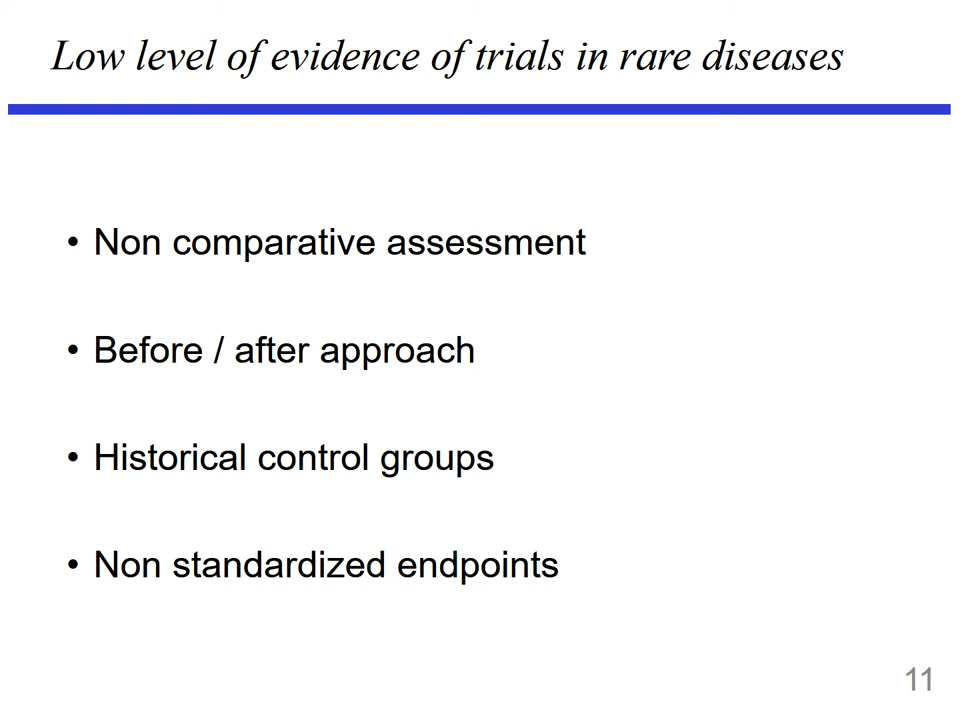 Low level of evidence of trials in rare diseases
• Non comparative assessment
• Before / after approach
• Historical control groups
• Non standardized endpoints
11